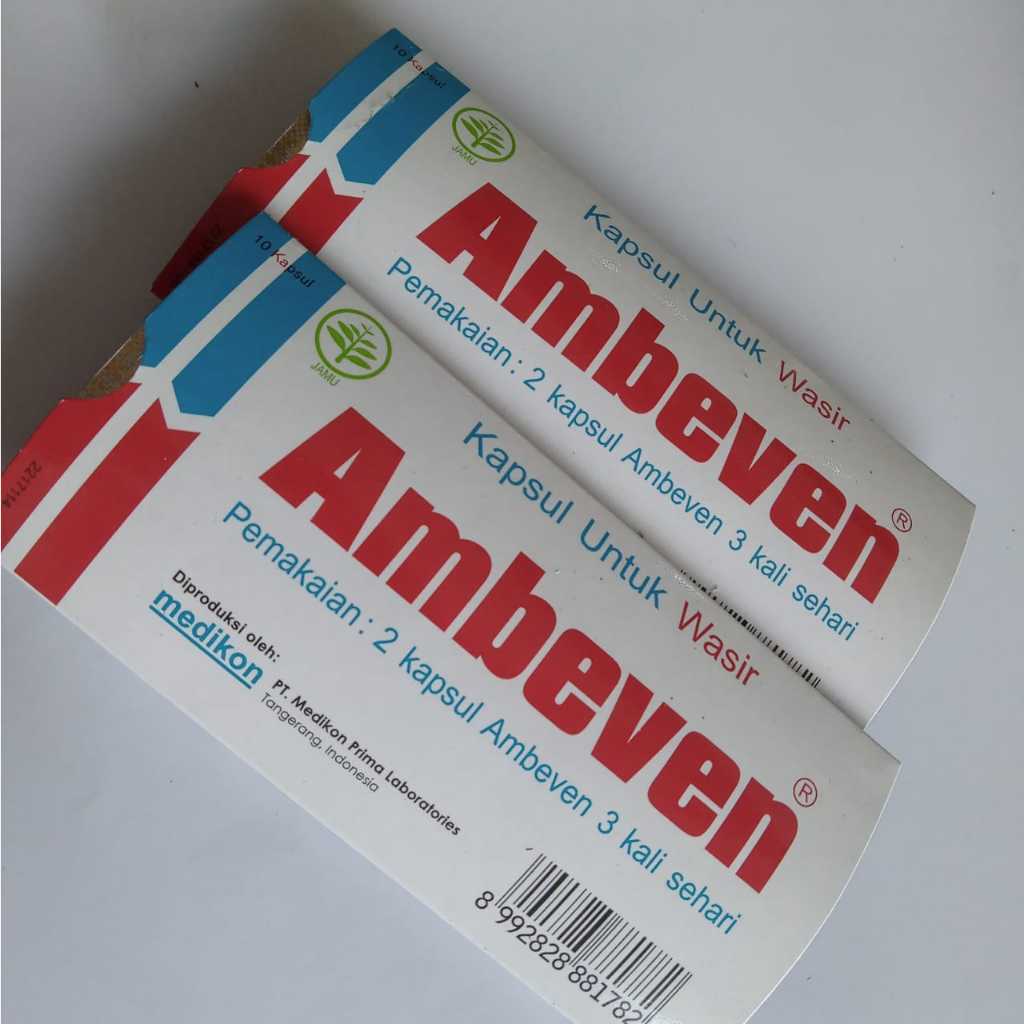 10 Kapsul
JAMU
Kapsul Untuk Wasir
Ambeven®
Pemakaian : 2 kapsul Ambeven 3 kali sehari
10 Kapsul
JAMU
Kapsul Untuk Wasir
Ambeven®
Pemakaian : 2 kapsul Ambeven 3 kali sehari
2217114
Diproduksi oleh:
medikon
PT. Medikon Prima Laboratories
Tangerang, Indonesia
8 992828 881782